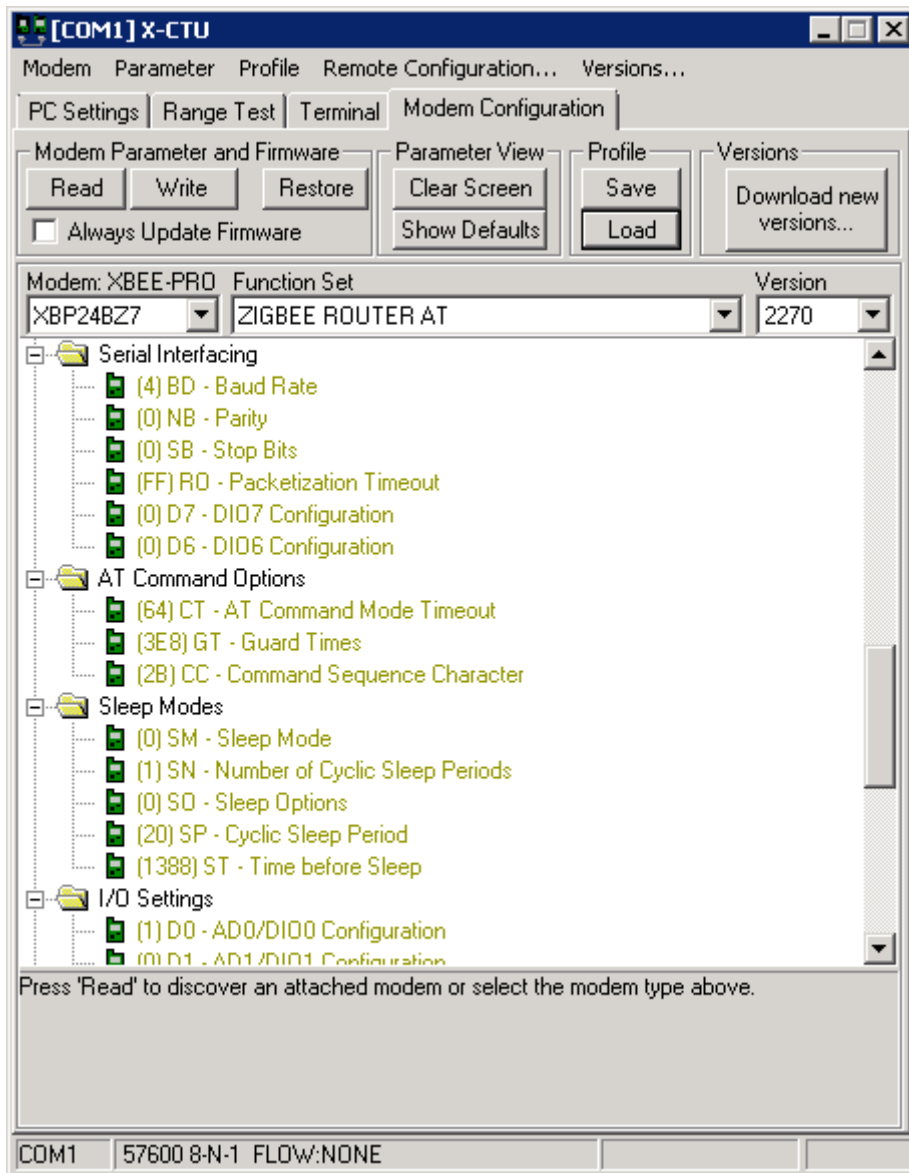 [COM1] X-CTU
Modem Parameter Profile Remote Configuration... Versions...
PC Settings Range Test Terminal Modem Configuration
Modem Parameter and Firmware Parameter View Profile Versions
Read Write Restore Clear Screen Save Download new versions...
Always Update Firmware Show Defaults Load
Modem: XBEE-PRO Function Set Version
XBP24BZ7 ZIGBEE ROUTER AT 2270
Serial Interfacing
(4) BD - Baud Rate
(0) NB - Parity
(0) SB - Stop Bits
(FF) RO - Packetization Timeout
(0) D7 - DIO7 Configuration
(0) D6 - DIO6 Configuration
AT Command Options
(64) CT - AT Command Mode Timeout
(3E8) GT - Guard Times
(2B) CC - Command Sequence Character
Sleep Modes
(0) SM - Sleep Mode
(1) SN - Number of Cyclic Sleep Periods
(0) SO - Sleep Options
(20) SP - Cyclic Sleep Period
(1388) ST - Time before Sleep
I/O Settings
(1) D0 - AD0/DIO0 Configuration
(0) D1 - AD1/DIO1 Configuration
Press 'Read' to discover an attached modem or select the modem type above.
COM1 57600 8-N-1 FLOW:NONE